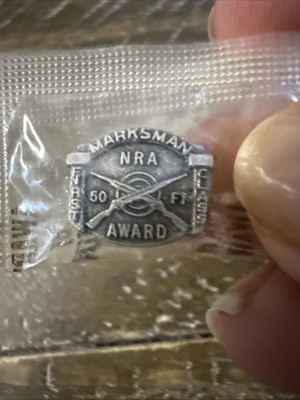 MARKSMAN
NRA
FIRST
50 FT
CLASS
AWARD